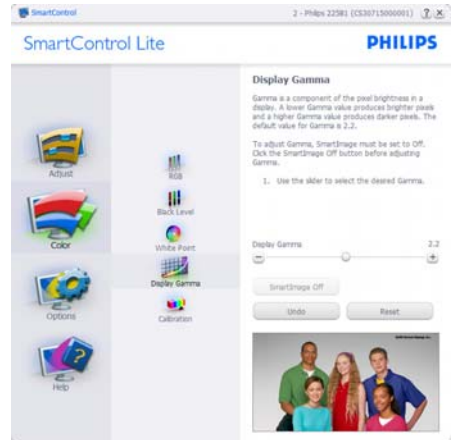 SmartControl
2 - Philips 225B1 (CS30715000001)
SmartControl Lite
PHILIPS
Adjust
Color
Options
Help
RGB
Black Level
White Point
Display Gamma
Calibration
Display Gamma
Gamma is a component of the pixel brightness in a
display. A lower Gamma value produces brighter pixels
and a higher Gamma value produces darker pixels. The
default value for Gamma is 2.2.
To adjust Gamma, SmartImage must be set to Off.
Click the SmartImage Off button before adjusting
Gamma.
1. Use the slider to select the desired Gamma.
Display Gamma
2.2
SmartImage Off
Undo
Reset